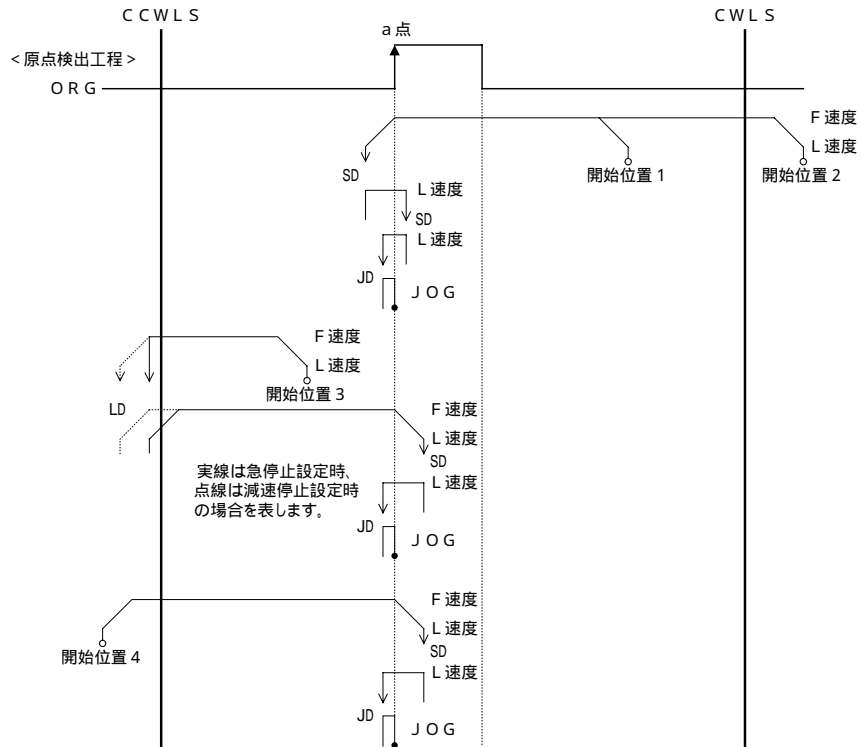 CCWLS
CWLS
a点
<原点検出工程>
ORG
F速度
L速度
開始位置1
開始位置2
SD
L速度
SD
L速度
JD
JOG
F速度
L速度
開始位置3
LD
F速度
L速度
SD
実線は急停止設定時、
点線は減速停止設定時
の場合を表します。
L速度
JD
JOG
F速度
L速度
SD
開始位置4
L速度
JD
JOG